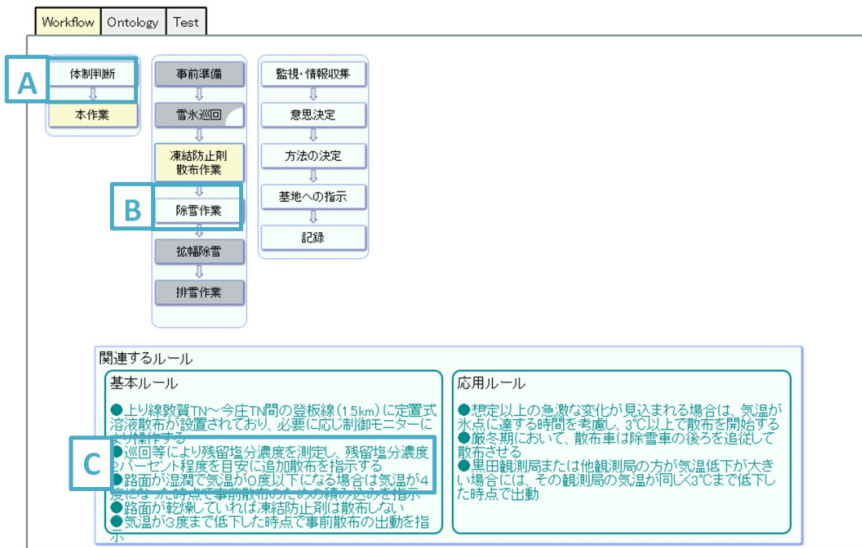 Workflow Ontology Test
A
体制判断
本作業
事前準備
雪氷巡回
凍結防止剤
散布作業
B
除雪作業
拡幅除雪
排雪作業
監視・情報収集
意思決定
方法の決定
基地への指示
記録
関連するルール
基本ルール
●上り線敦賀TN～今庄TN間の登板線(1.5km)に定置式
溶液散布が設置されており、必要に応じ制御モニターに
より操作する
C
●巡回等により残留塩分濃度を測定し、残留塩分濃度
2パーセント程度を目安に追加散布を指示する
●路面が湿潤で気温が0度以下になる場合は気温が4
度になった時点で事前散布のための積み込みを指示
●路面が乾燥していれば凍結防止剤は散布しない
●気温が3度まで低下した時点で事前散布の出動を指
示
応用ルール
●想定以上の急激な変化が見込まれる場合は、気温が
氷点に達する時間を考慮し、3℃以上で散布を開始する
●厳冬期において、散布車は除雪車の後ろを追従して
散布させる
●黒田観測局または他観測局の方が気温低下が大き
い場合には、その観測局の気温が同じく3℃まで低下し
た時点で出動